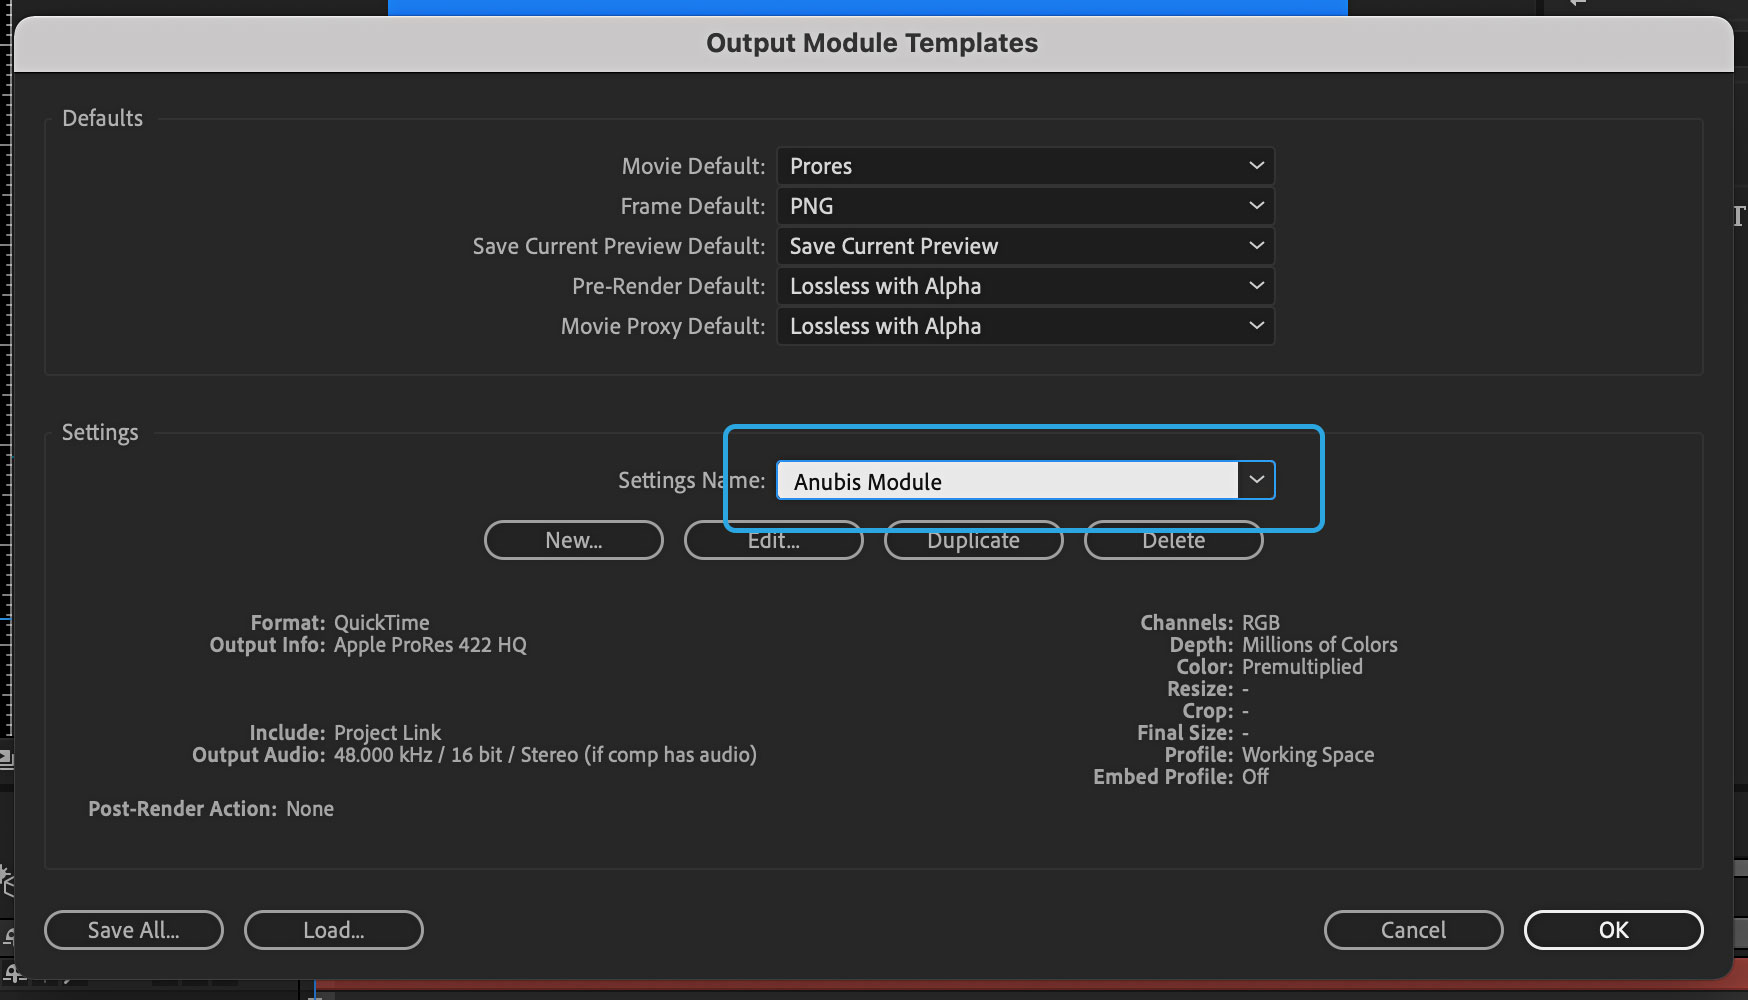 Output Module Templates
Defaults
Movie Default: Prores
Frame Default: PNG
Save Current Preview Default: Save Current Preview
Pre-Render Default: Lossless with Alpha
Movie Proxy Default: Lossless with Alpha
Settings
Settings Name: Anubis Module
New... Edit... Duplicate Delete
Format: QuickTime
Output Info: Apple ProRes 422 HQ
Include: Project Link
Output Audio: 48.000 kHz / 16 bit / Stereo (if comp has audio)
Post-Render Action: None
Channels: RGB
Depth: Millions of Colors
Color: Premultiplied
Resize: -
Crop: -
Final Size: -
Profile: Working Space
Embed Profile: Off
Save All... Load... Cancel OK
T